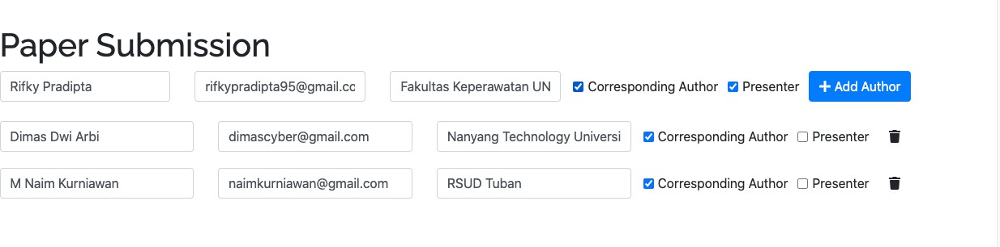 Paper Submission
Rifky Pradipta rifkypradipta95@gmail.cc Fakultas Keperawatan UN Corresponding Author Presenter Add Author
Dimas Dwi Arbi dimascyber@gmail.com Nanyang Technology Universi Corresponding Author Presenter
M Naim Kurniawan naimkurniawan@gmail.com RSUD Tuban Corresponding Author Presenter